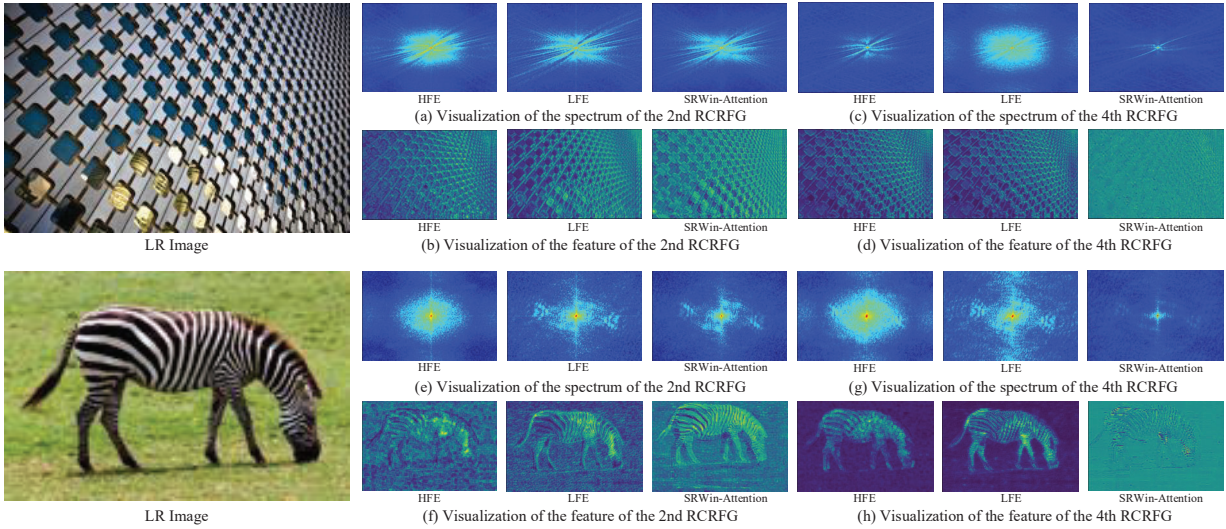 HFE LFE SRWin-Attention HFE LFE SRWin-Attention
(a) Visualization of the spectrum of the 2nd RCRFG (c) Visualization of the spectrum of the 4th RCRFG
HFE LFE SRWin-Attention HFE LFE SRWin-Attention
LR Image (b) Visualization of the feature of the 2nd RCRFG (d) Visualization of the feature of the 4th RCRFG
HFE LFE SRWin-Attention HFE LFE SRWin-Attention
(e) Visualization of the spectrum of the 2nd RCRFG (g) Visualization of the spectrum of the 4th RCRFG
HFE LFE SRWin-Attention HFE LFE SRWin-Attention
LR Image (f) Visualization of the feature of the 2nd RCRFG (h) Visualization of the feature of the 4th RCRFG